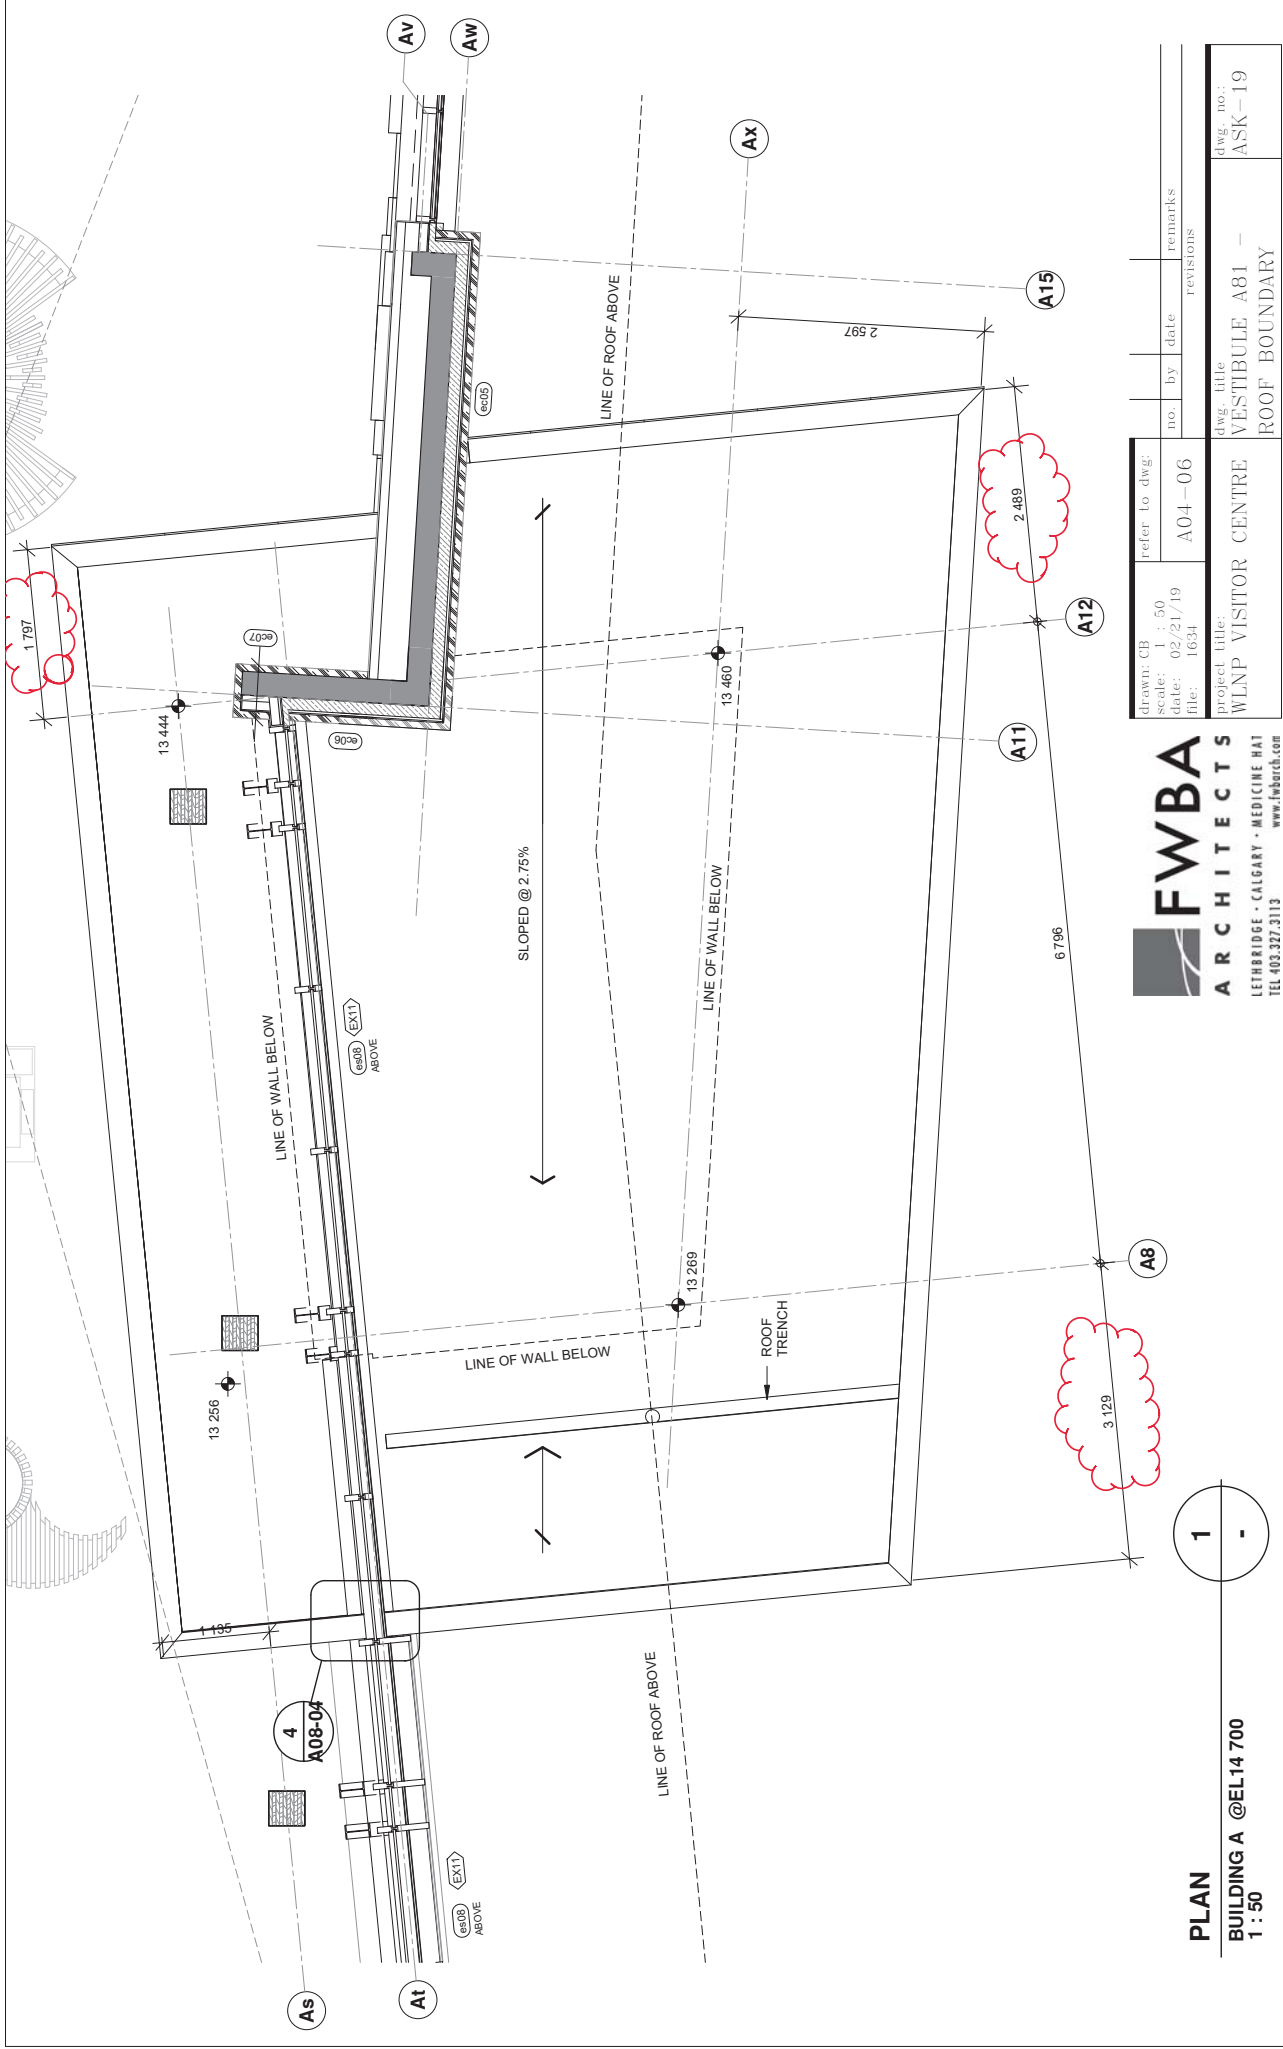 Av
Aw
Ax
A15
A12
A11
A8
As
At
1 797
13 444
ec07
ec06
ec05
LINE OF ROOF ABOVE
2 597
2 489
13 460
SLOPED @ 2.75%
LINE OF WALL BELOW
LINE OF WALL BELOW
es08
EX11
ABOVE
6 796
13 269
13 256
LINE OF WALL BELOW
ROOF
TRENCH
3 129
1 135
4
A08-04
LINE OF ROOF ABOVE
es08
EX11
ABOVE
1
-
PLAN
BUILDING A @EL14 700
1 : 50
FWBA
ARCHITECTS
LETHBRIDGE • CALGARY • MEDICINE HAT
TEL 403.327.3113
www.fwbarch.com
drawn: CB
scale: 1 : 50
date: 02/21/19
file: 1634
refer to dwg:
A04-06
no. by date remarks
revisions
project title:
WLNP VISITOR CENTRE
dwg. title
VESTIBULE A81 -
ROOF BOUNDARY
dwg. no.:
ASK-19